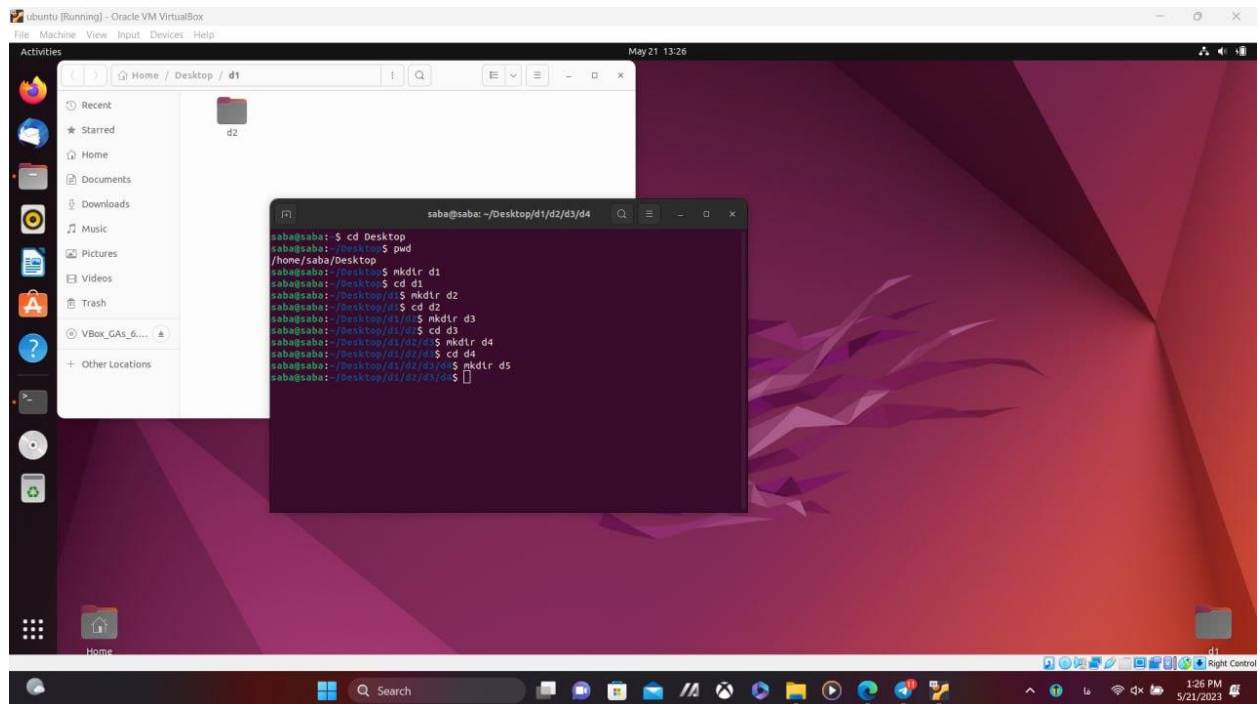 ubuntu [Running] - Oracle VM VirtualBox
File Machine View Input Devices Help
Activities
May 21 13:26
Home / Desktop / d1
Recent
Starred
Home
Documents
Downloads
Music
Pictures
Videos
Trash
VBox_GAs_6....
+ Other Locations
d2
saba@saba: ~/Desktop/d1/d2/d3/d4
saba@saba:~$ cd Desktop
saba@saba:~/Desktop$ pwd
/home/saba/Desktop
saba@saba:~/Desktop$ mkdir d1
saba@saba:~/Desktop$ cd d1
saba@saba:~/Desktop/d1$ mkdir d2
saba@saba:~/Desktop/d1$ cd d2
saba@saba:~/Desktop/d1/d2$ mkdir d3
saba@saba:~/Desktop/d1/d2$ cd d3
saba@saba:~/Desktop/d1/d2/d3$ mkdir d4
saba@saba:~/Desktop/d1/d2/d3$ cd d4
saba@saba:~/Desktop/d1/d2/d3/d4$ mkdir d5
saba@saba:~/Desktop/d1/d2/d3/d4$
Home
d1
Right Control
Search
فا
1:26 PM
5/21/2023